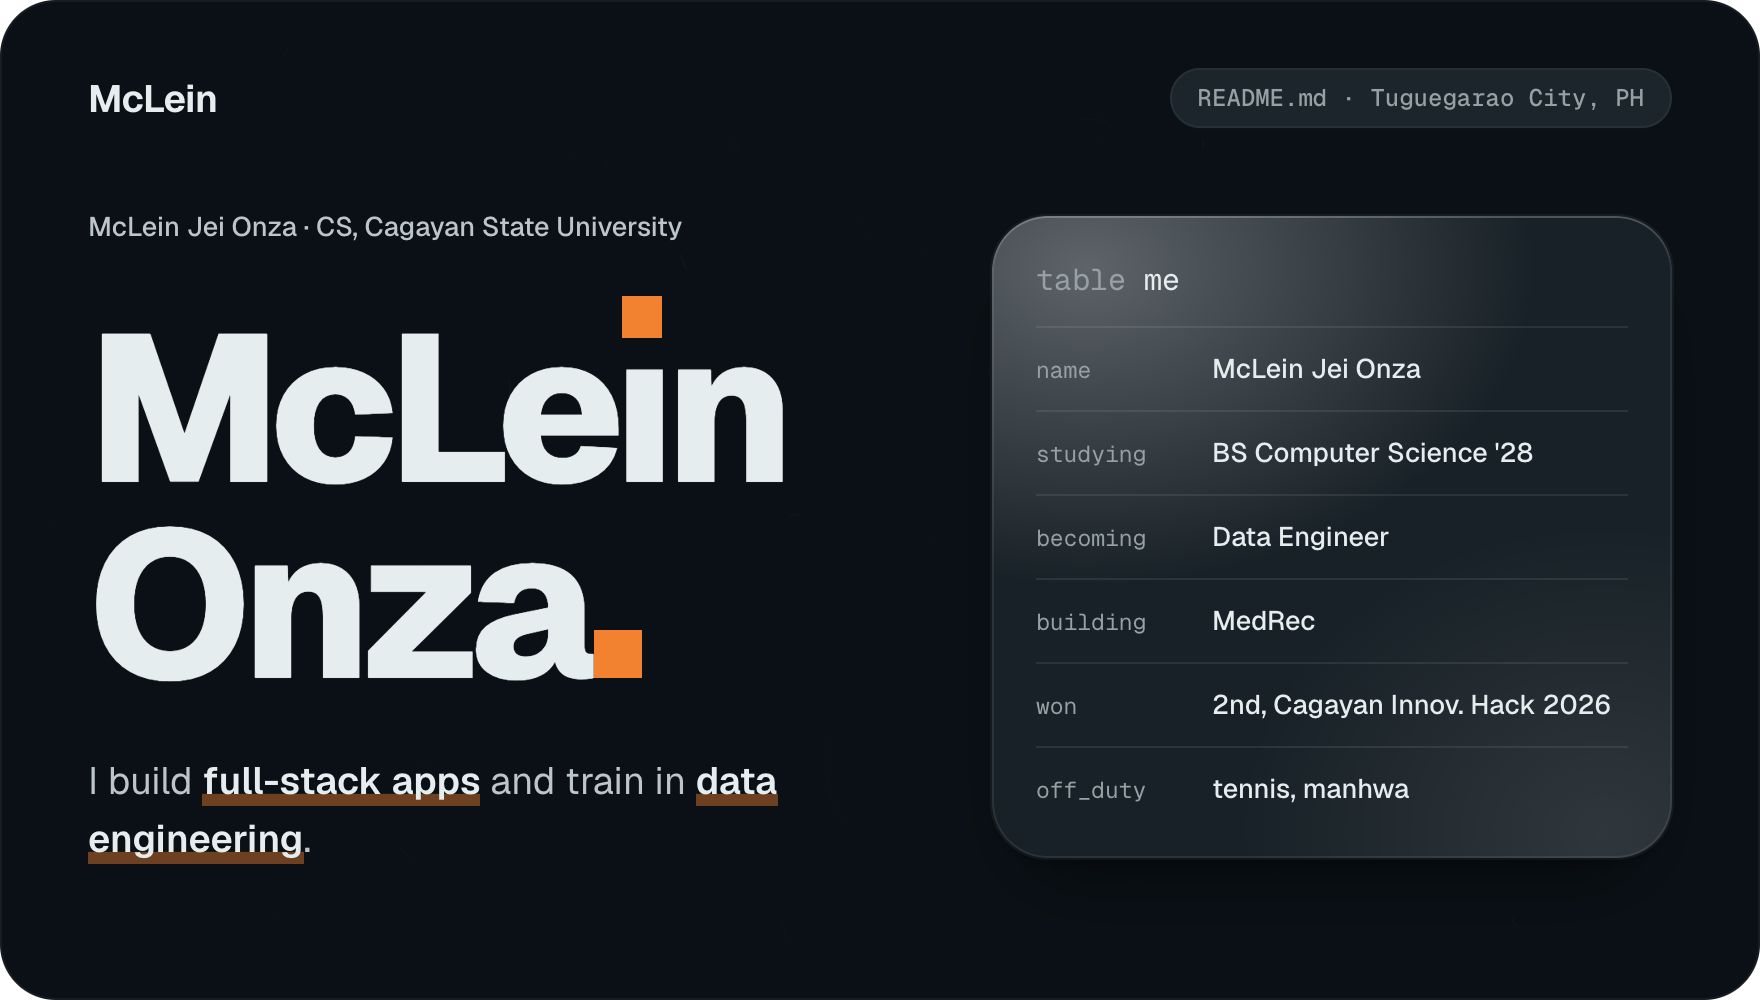 McLein
README.md · Tuguegarao City, PH
McLein Jei Onza · CS, Cagayan State University
McLein
Onza.
I build full-stack apps and train in data
engineering.
table me
name McLein Jei Onza
studying BS Computer Science '28
becoming Data Engineer
building MedRec
won 2nd, Cagayan Innov. Hack 2026
off_duty tennis, manhwa